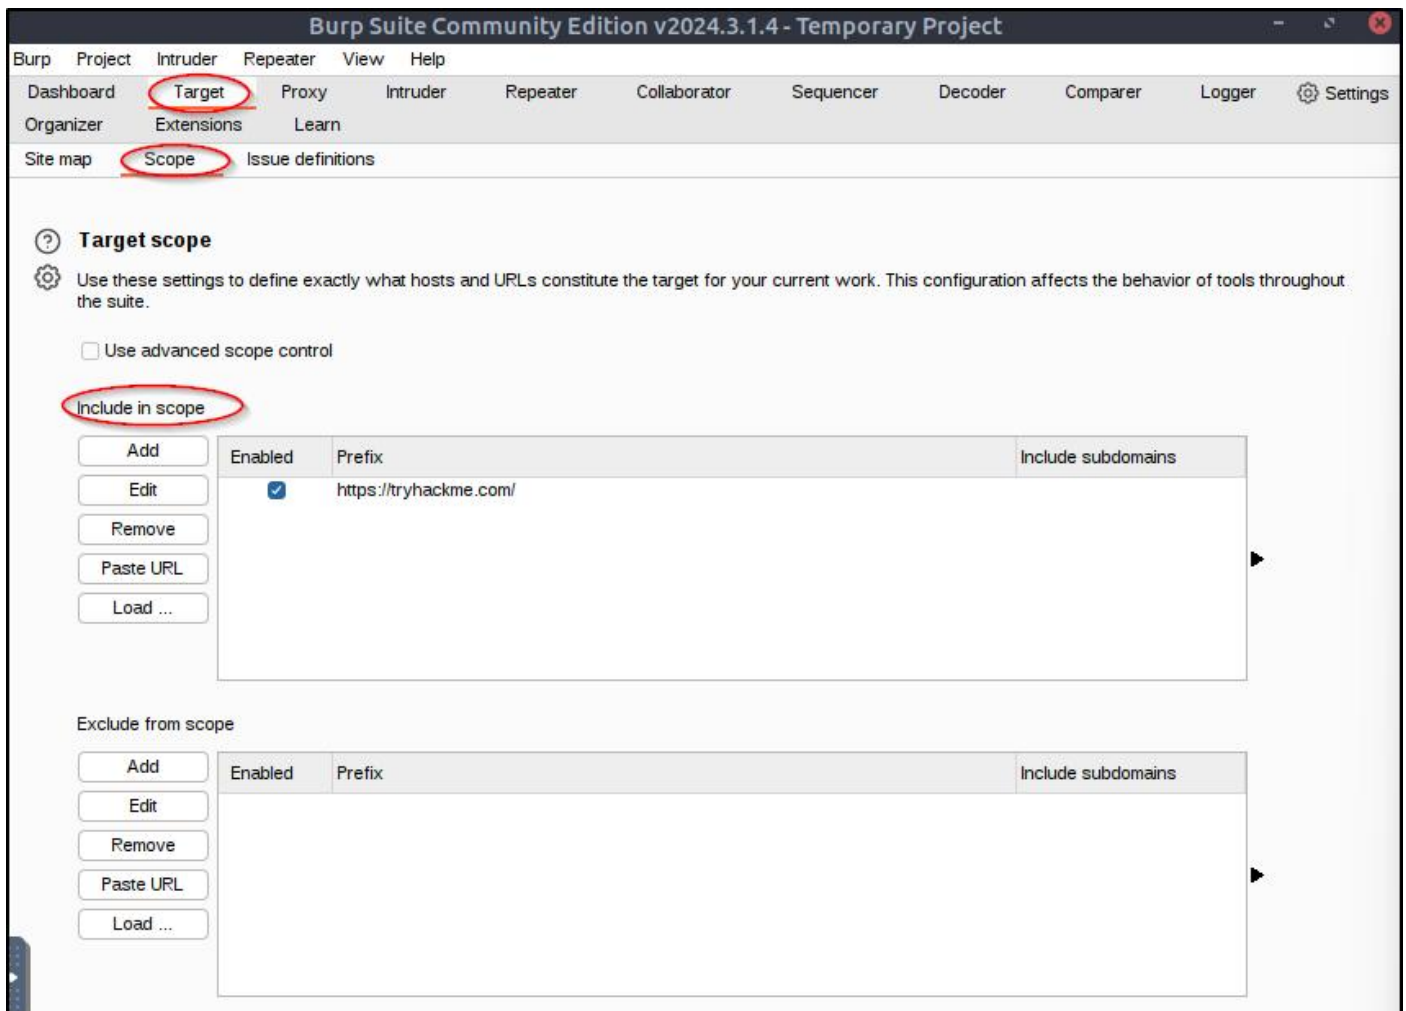 Burp Suite Community Edition v2024.3.1.4 - Temporary Project
Burp Project Intruder Repeater View Help
Dashboard Target Proxy Intruder Repeater Collaborator Sequencer Decoder Comparer Logger Settings
Organizer Extensions Learn
Site map Scope Issue definitions
Target scope
Use these settings to define exactly what hosts and URLs constitute the target for your current work. This configuration affects the behavior of tools throughout
the suite.
Use advanced scope control
Include in scope
Add
Edit
Remove
Paste URL
Load ...
Enabled Prefix Include subdomains
https://tryhackme.com/
Exclude from scope
Add
Edit
Remove
Paste URL
Load ...
Enabled Prefix Include subdomains